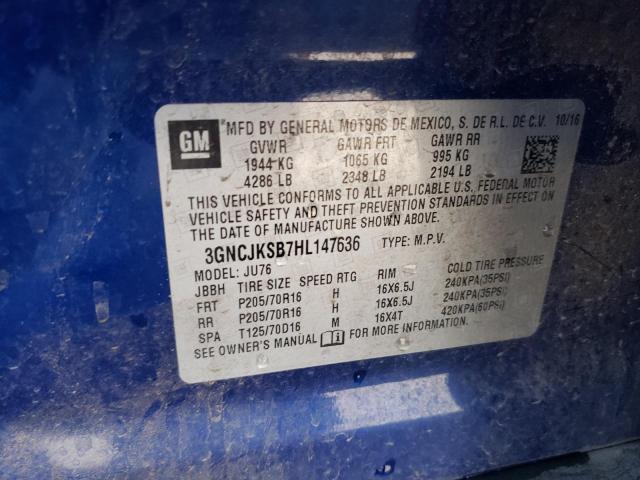 GM
MFD BY GENERAL MOTORS DE MEXICO, S. DE R.L. DE C.V. 10/16
GVWR GAWR FRT GAWR RR
1944 KG 1065 KG 995 KG
4286 LB 2348 LB 2194 LB
THIS VEHICLE CONFORMS TO ALL APPLICABLE U.S. FEDERAL MOTOR
VEHICLE SAFETY AND THEFT PREVENTION STANDARDS IN EFFECT ON
THE DATE OF MANUFACTURE SHOWN ABOVE.
3GNCJKSB7HL147636 TYPE: M.P.V.
MODEL: JU76
JBBH TIRE SIZE SPEED RTG RIM COLD TIRE PRESSURE
FRT P205/70R16 H 16X6.5J 240KPA(35PSI)
RR P205/70R16 H 16X6.5J 240KPA(35PSI)
SPA T125/70D16 M 16X4T 420KPA(60PSI)
SEE OWNER'S MANUAL FOR MORE INFORMATION.